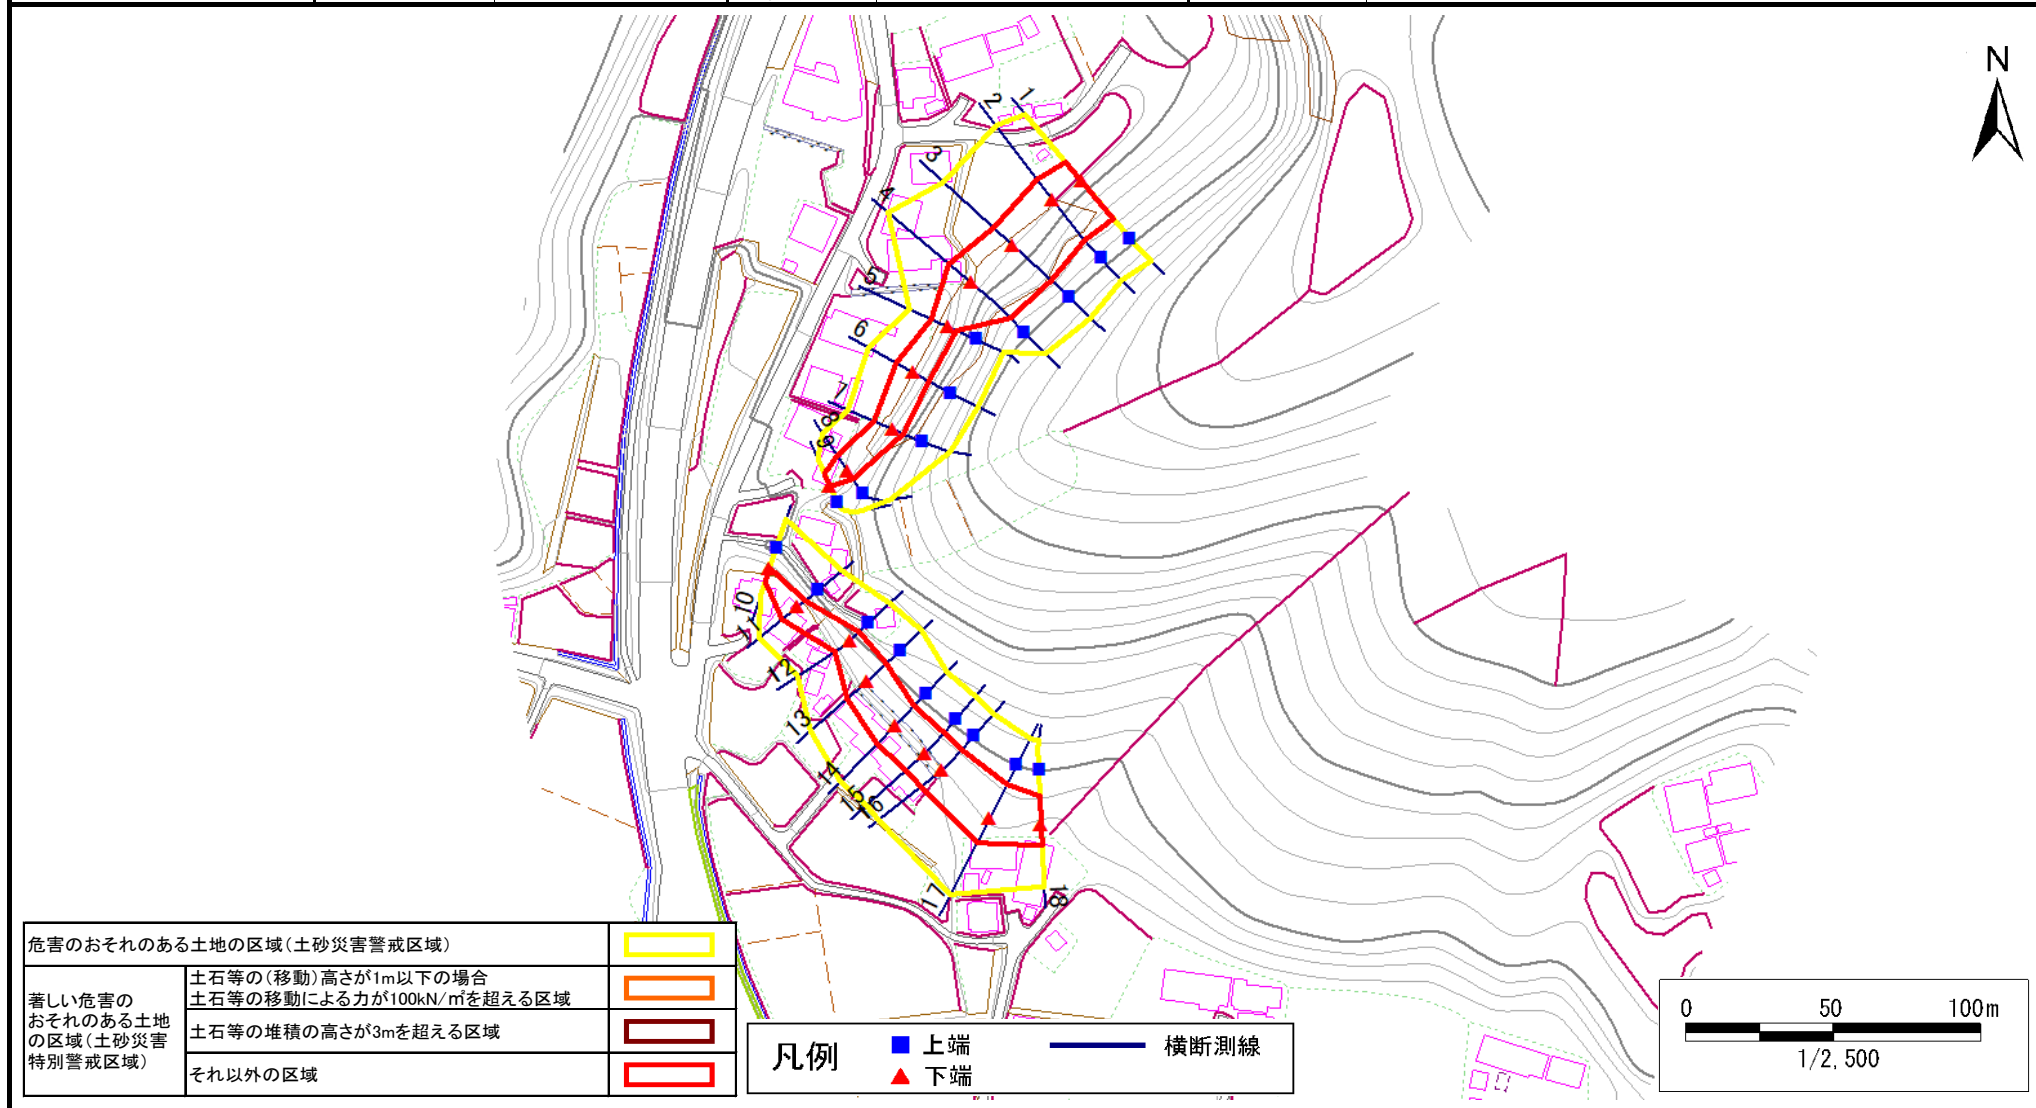 N
1
2
3
4
5
6
7
8
9
10
11
12
13
14
15
16
17
18
危害のおそれのある土地の区域(土砂災害警戒区域)
著しい危害の
おそれのある土地
の区域(土砂災害
特別警戒区域)
土石等の(移動)高さが1m以下の場合
土石等の移動による力が100kN/㎡を超える区域
土石等の堆積の高さが3mを超える区域
それ以外の区域
凡例
上端
下端
横断測線
0 50 100m
1/2,500